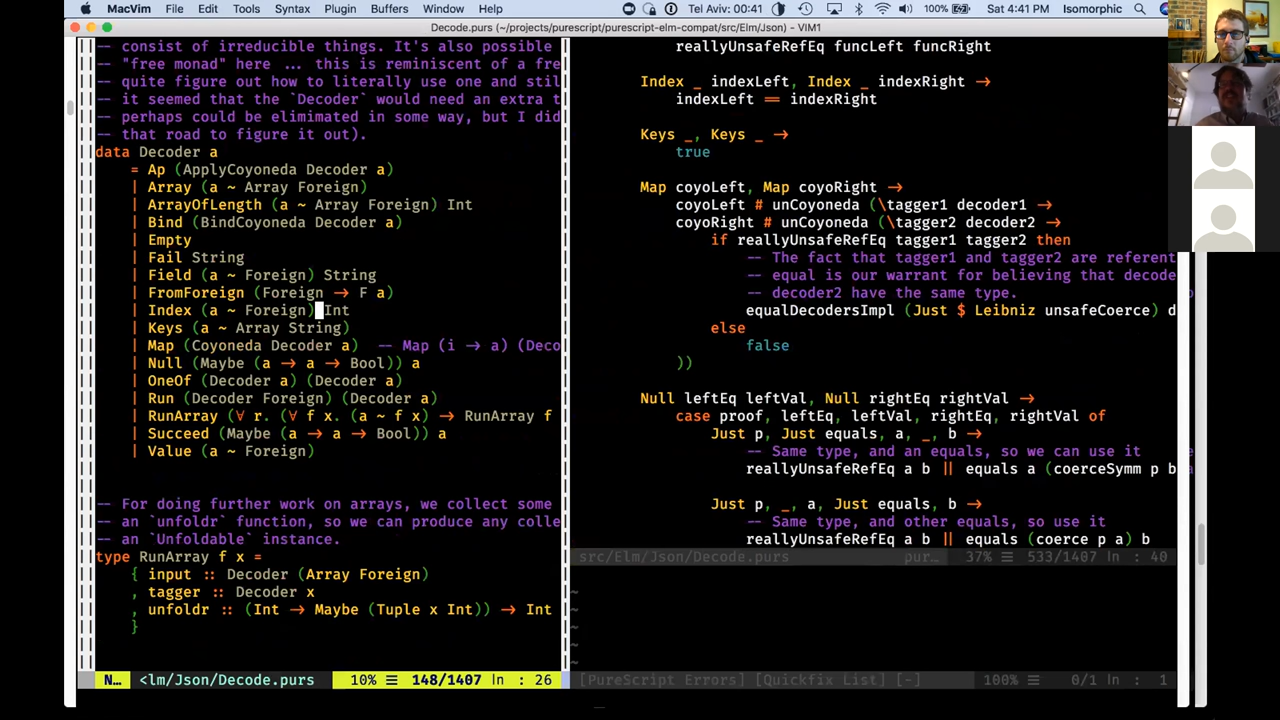 MacVim File Edit Tools Syntax Plugin Buffers Window Help Tel Aviv: 00:41 100% Sat 4:41 PM Isomorphic
Decode.purs (~/projects/purescript/purescript-elm-compat/src/Elm/Json) - VIM1
-- consist of irreducible things. It's also possible
-- "free monad" here ... this is reminiscent of a fre
-- quite figure out how to literally use one and stil
-- it seemed that the `Decoder` would need an extra t
-- perhaps could be elimimated in some way, but I did
-- that road to figure it out).
data Decoder a
= Ap (ApplyCoyoneda Decoder a)
| Array (a ~ Array Foreign)
| ArrayOfLength (a ~ Array Foreign) Int
| Bind (BindCoyoneda Decoder a)
| Empty
| Fail String
| Field (a ~ Foreign) String
| FromForeign (Foreign → F a)
| Index (a ~ Foreign) Int
| Keys (a ~ Array String)
| Map (Coyoneda Decoder a) -- Map (i → a) (Deco
| Null (Maybe (a → a → Bool)) a
| OneOf (Decoder a) (Decoder a)
| Run (Decoder Foreign) (Decoder a)
| RunArray (∀ r. (∀ f x. (a ~ f x) → RunArray f
| Succeed (Maybe (a → a → Bool)) a
| Value (a ~ Foreign)
-- For doing further work on arrays, we collect some
-- an `unfoldr` function, so we can produce any colle
-- an `Unfoldable` instance.
type RunArray f x =
{ input :: Decoder (Array Foreign)
, tagger :: Decoder x
, unfoldr :: (Int → Maybe (Tuple x Int)) → Int
}
N… <lm/Json/Decode.purs 10% ☰ 148/1407 ln : 26
reallyUnsafeRefEq funcLeft funcRight
Index _ indexLeft, Index _ indexRight →
indexLeft == indexRight
Keys _, Keys _ →
true
Map coyoLeft, Map coyoRight →
coyoLeft # unCoyoneda (\tagger1 decoder1 →
coyoRight # unCoyoneda (\tagger2 decoder2 →
if reallyUnsafeRefEq tagger1 tagger2 then
-- The fact that tagger1 and tagger2 are referent
-- equal is our warrant for believing that decode
-- decoder2 have the same type.
equalDecodersImpl (Just $ Leibniz unsafeCoerce) d
else
false
))
Null leftEq leftVal, Null rightEq rightVal →
case proof, leftEq, leftVal, rightEq, rightVal of
Just p, Just equals, a, _, b →
-- Same type, and an equals, so we can use it
reallyUnsafeRefEq a b || equals a (coerceSymm p b
Just p, _, a, Just equals, b →
-- Same type, and other equals, so use it
reallyUnsafeRefEq a b || equals (coerce p a) b
src/Elm/Json/Decode.purs pur… 37% ☰ 533/1407 ln : 40
~
~
~
~
~
[PureScript Errors] [Quickfix List] [-] 100% ☰ 0/1 ln : 1